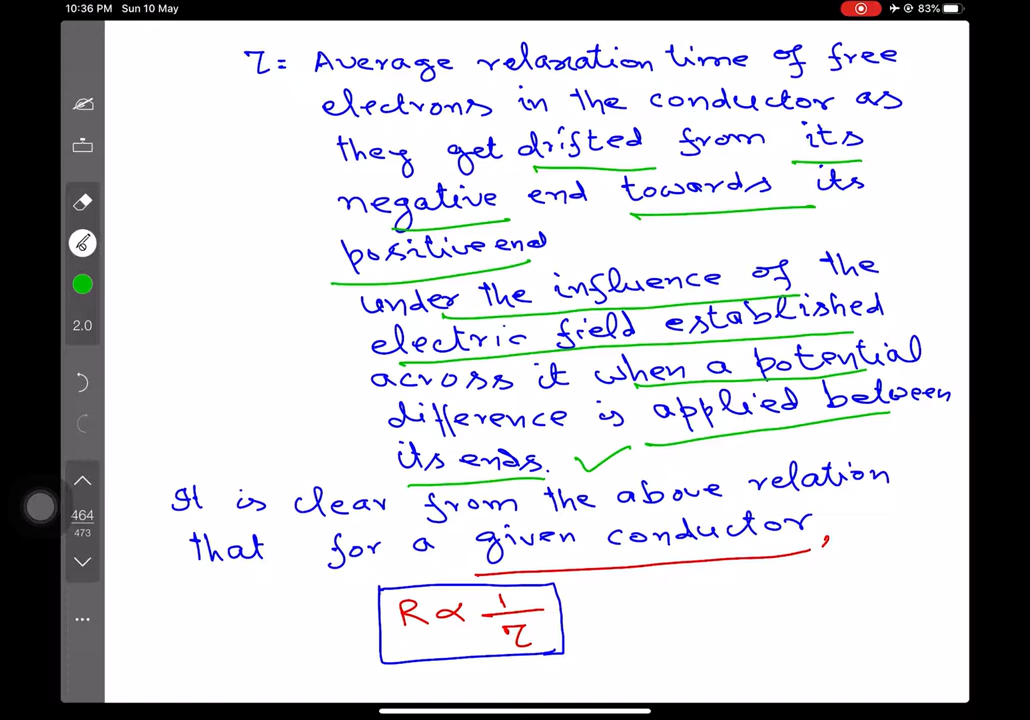 10:36 PM Sun 10 May
83%
τ = Average relaxation time of free
electrons in the conductor as
they get drifted from its
negative end towards its
positive end
under the influence of the
electric field established
across it when a potential
difference is applied between
its ends.
It is clear from the above relation
that for a given conductor,
R ∝ 1/τ
2.0
464
473